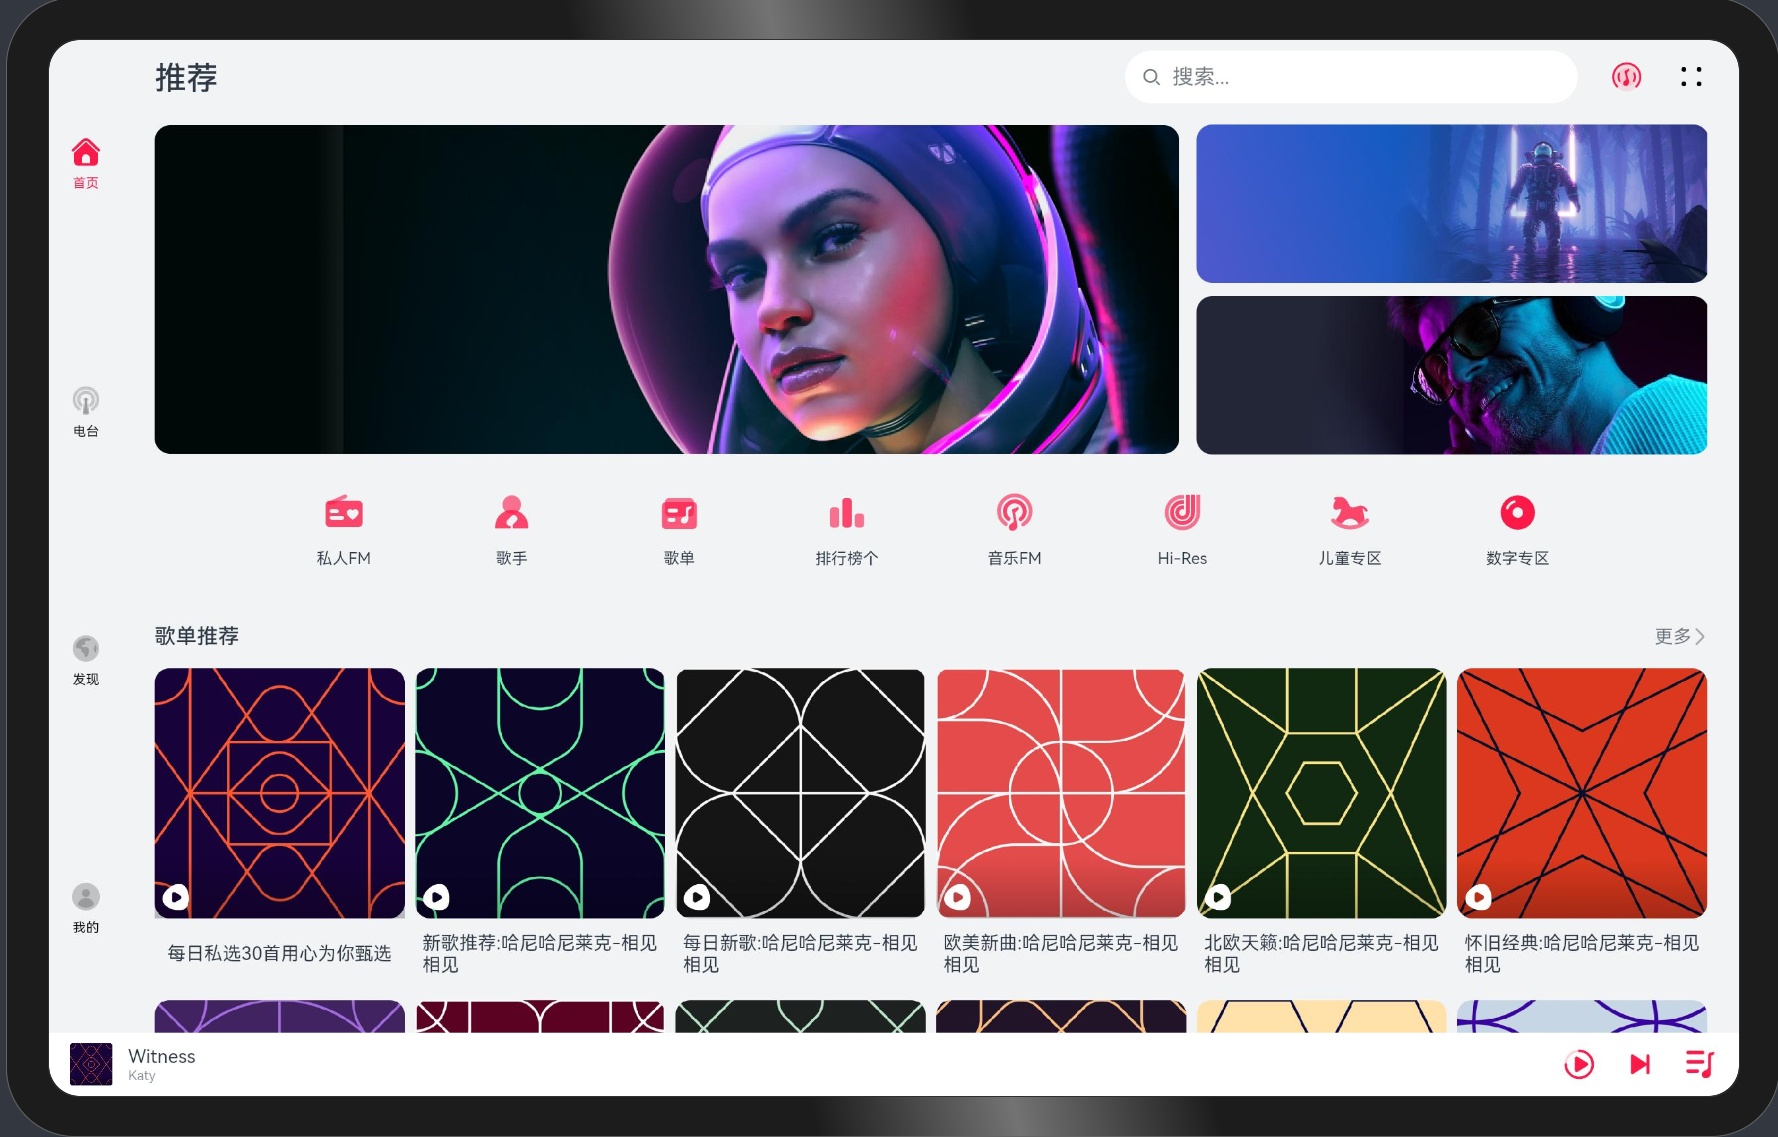 推荐
搜索...
首页
电台
发现
我的
私人FM
歌手
歌单
排行榜个
音乐FM
Hi-Res
儿童专区
数字专区
歌单推荐
更多
每日私选30首用心为你甄选
新歌推荐:哈尼哈尼莱克-相见
相见
每日新歌:哈尼哈尼莱克-相见
相见
欧美新曲:哈尼哈尼莱克-相见
相见
北欧天籁:哈尼哈尼莱克-相见
相见
怀旧经典:哈尼哈尼莱克-相见
相见
Witness
Katy